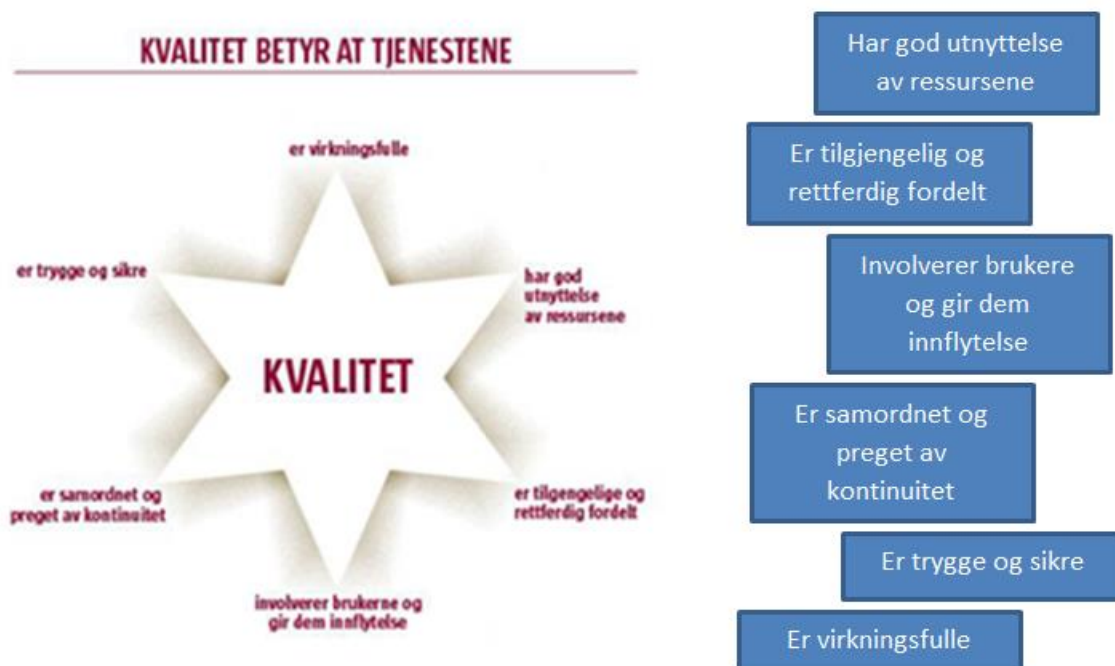 KVALITET BETYR AT TJENESTENE
er virkningsfulle
er trygge og sikre
har god
utnyttelse
av ressursene
KVALITET
er samordnet og
preget av kontinuitet
er tilgengelige og
rettferdig fordelt
involverer brukerne og
gir dem innflytelse
Har god utnyttelse
av ressursene
Er tilgjengelig og
rettferdig fordelt
Involverer brukere
og gir dem
innflytelse
Er samordnet og
preget av
kontinuitet
Er trygge og sikre
Er virkningsfulle